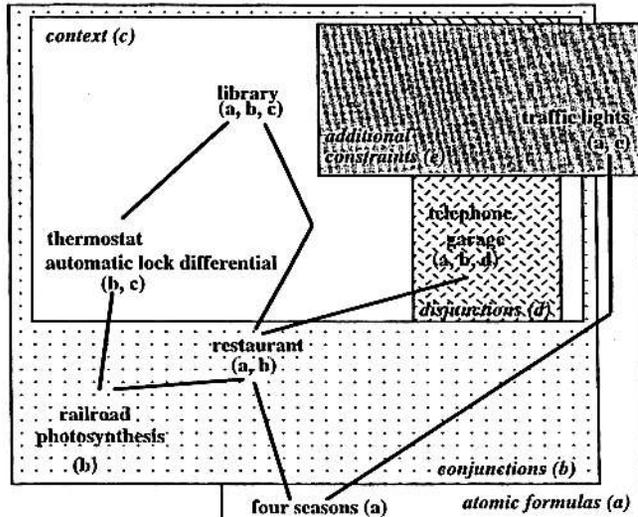 context (c)
library
(a, b, c)
traffic lights
(a, c)
additional
constraints (e)
telephone
garage
(a, b, d)
thermostat
automatic lock differential
(b, c)
disjunctions (d)
restaurant
(a, b)
railroad
photosynthesis
(b)
conjunctions (b)
atomic formulas (a)
four seasons (a)